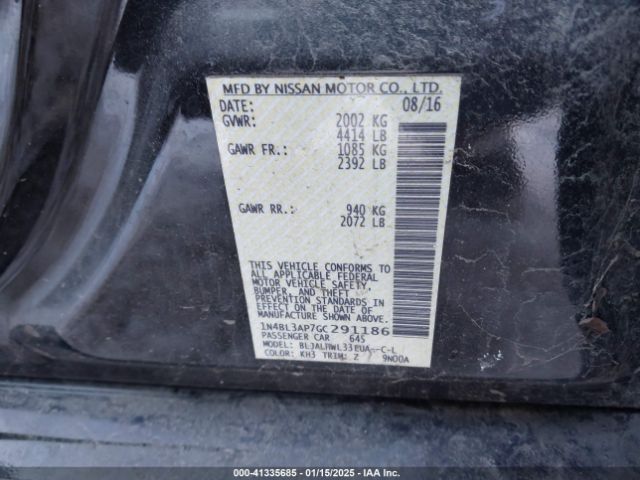 MFD BY NISSAN MOTOR CO., LTD.
DATE: 08/16
GVWR: 2002 KG
4414 LB
GAWR FR.: 1085 KG
2392 LB
GAWR RR.: 940 KG
2072 LB
THIS VEHICLE CONFORMS TO
ALL APPLICABLE FEDERAL
MOTOR VEHICLE SAFETY,
BUMPER, AND THEFT
PREVENTION STANDARDS
IN EFFECT ON THE DATE OF
MANUFACTURE SHOWN ABOVE.
1N4BL3AP7GC291186
PASSENGER CAR 645
MODEL:
COLOR: KH3 TRIM: Z 9N00A
000-41335685 - 01/15/2025 - IAA Inc.